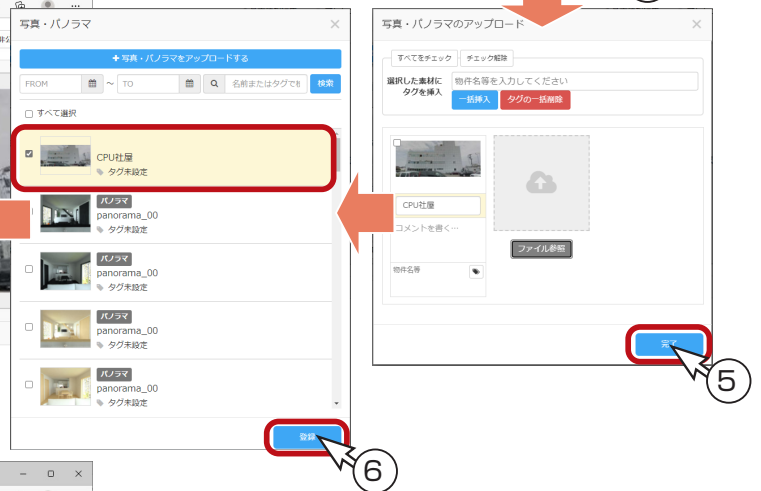 写真・パノラマ
×
+写真・パノラマをアップロードする
FROM
~
TO
名前またはタグで
検索
すべて選択
CPU社屋
タグ未設定
パノラマ
panorama_00
タグ未設定
パノラマ
panorama_00
タグ未設定
パノラマ
panorama_00
タグ未設定
パノラマ
panorama_00
タグ未設定
登録
⑥
写真・パノラマのアップロード
×
すべてをチェック
チェック解除
選択した素材に
タグを挿入
物件名等を入力してください
一括挿入
タグの一括削除
CPU社屋
コメントを書く…
物件名等
ファイル参照
完了
⑤